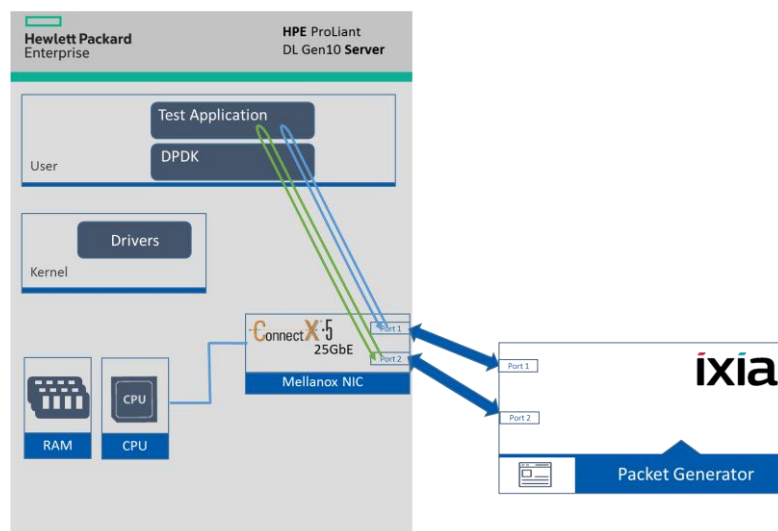 Hewlett Packard
Enterprise
HPE ProLiant
DL Gen10 Server
Test Application
DPDK
User
Drivers
Kernel
ConnectX·5
25GbE
Port 1
Port 2
Mellanox NIC
CPU
RAM
CPU
Port 1
Port 2
ixia
Packet Generator